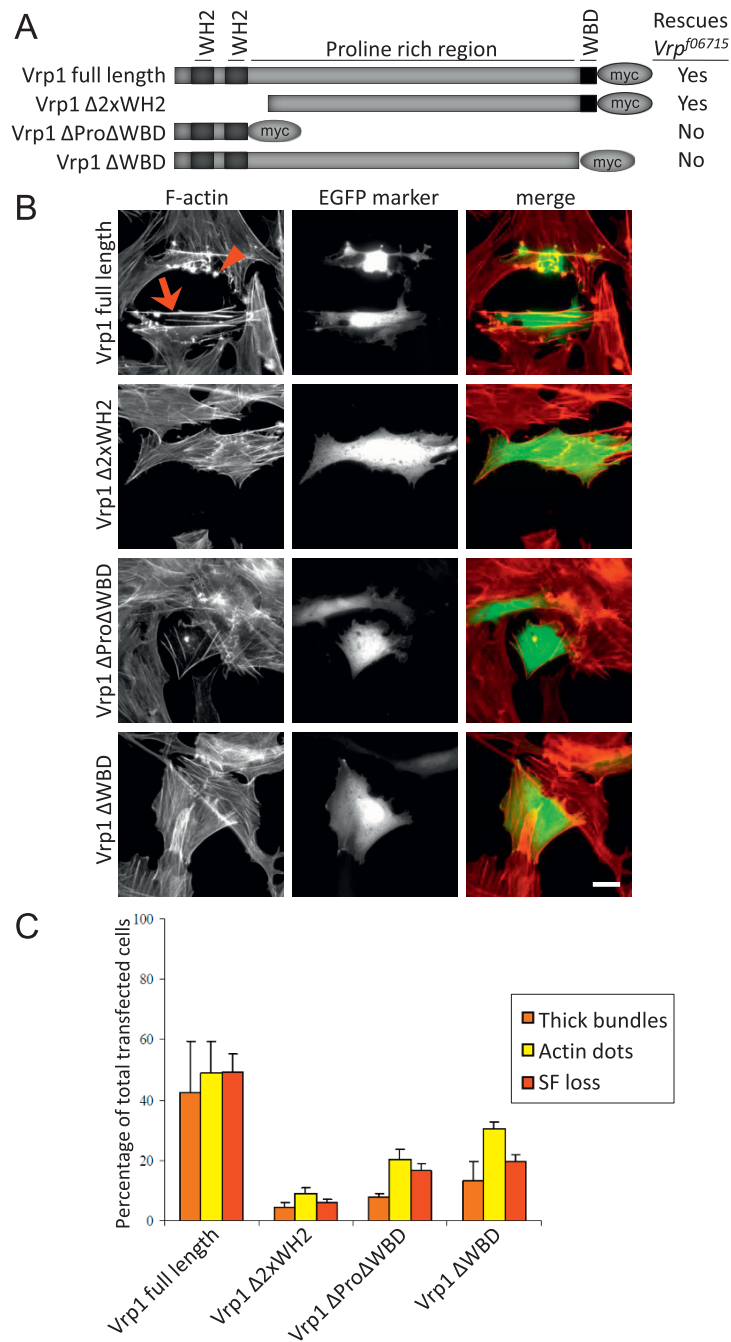 A
WH2
WH2
Proline rich region
WBD
Rescues
Vrp^f06715
Vrp1 full length
myc
Yes
Vrp1 Δ2xWH2
myc
Yes
Vrp1 ΔProΔWBD
myc
No
Vrp1 ΔWBD
myc
No
B
F-actin
EGFP marker
merge
Vrp1 full length
Vrp1 Δ2xWH2
Vrp1 ΔProΔWBD
Vrp1 ΔWBD
C
Percentage of total transfected cells
100
80
60
40
20
0
Thick bundles
Actin dots
SF loss
Vrp1 full length
Vrp1 Δ2xWH2
Vrp1 ΔProΔWBD
Vrp1 ΔWBD